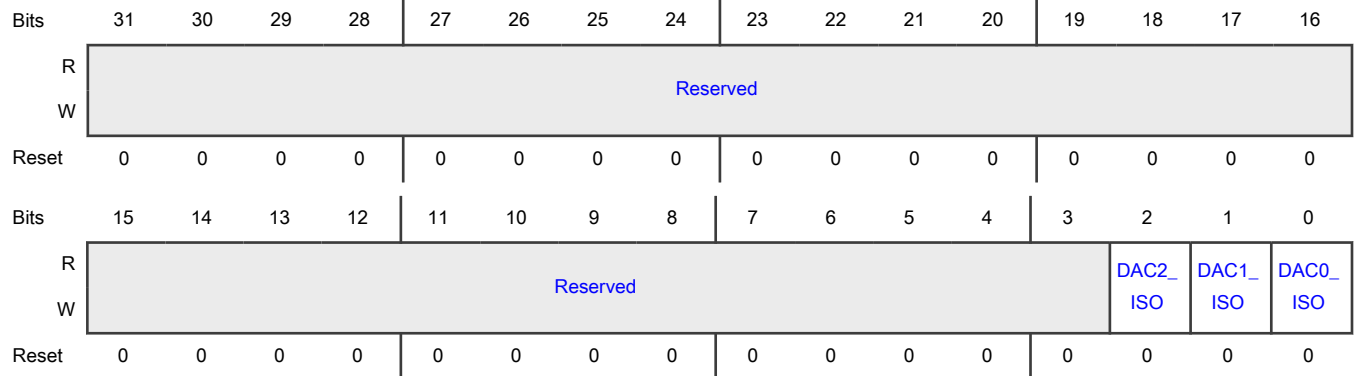 Bits 31 30 29 28 27 26 25 24 23 22 21 20 19 18 17 16
R
Reserved
W
Reset 0 0 0 0 0 0 0 0 0 0 0 0 0 0 0 0
Bits 15 14 13 12 11 10 9 8 7 6 5 4 3 2 1 0
R DAC2_ DAC1_ DAC0_
Reserved
W ISO ISO ISO
Reset 0 0 0 0 0 0 0 0 0 0 0 0 0 0 0 0